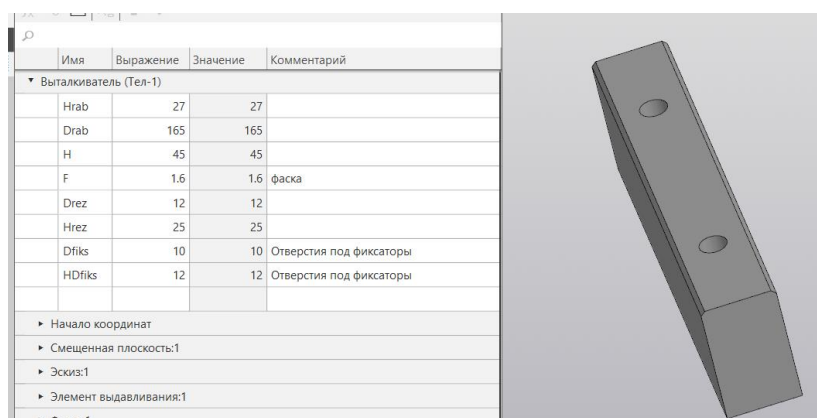 Имя Выражение Значение Комментарий
Выталкиватель (Тел-1)
Hrab 27 27
Drab 165 165
H 45 45
F 1.6 1.6 фаска
Drez 12 12
Hrez 25 25
Dfiks 10 10 Отверстия под фиксаторы
HDfiks 12 12 Отверстия под фиксаторы
Начало координат
Смещенная плоскость:1
Эскиз:1
Элемент выдавливания:1